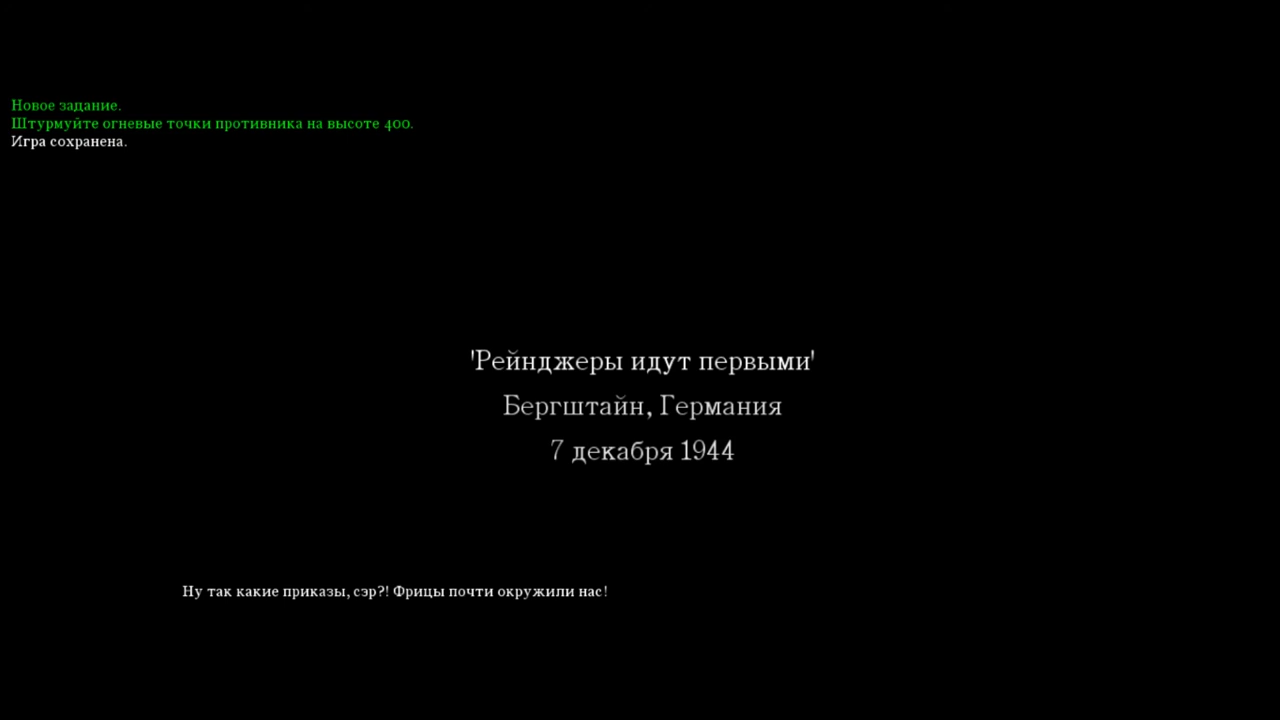 Новое задание.
Штурмуйте огневые точки противника на высоте 400.
Игра сохранена.
'Рейнджеры идут первыми'
Бергштайн, Германия
7 декабря 1944
Ну так какие приказы, сэр?! Фрицы почти окружили нас!